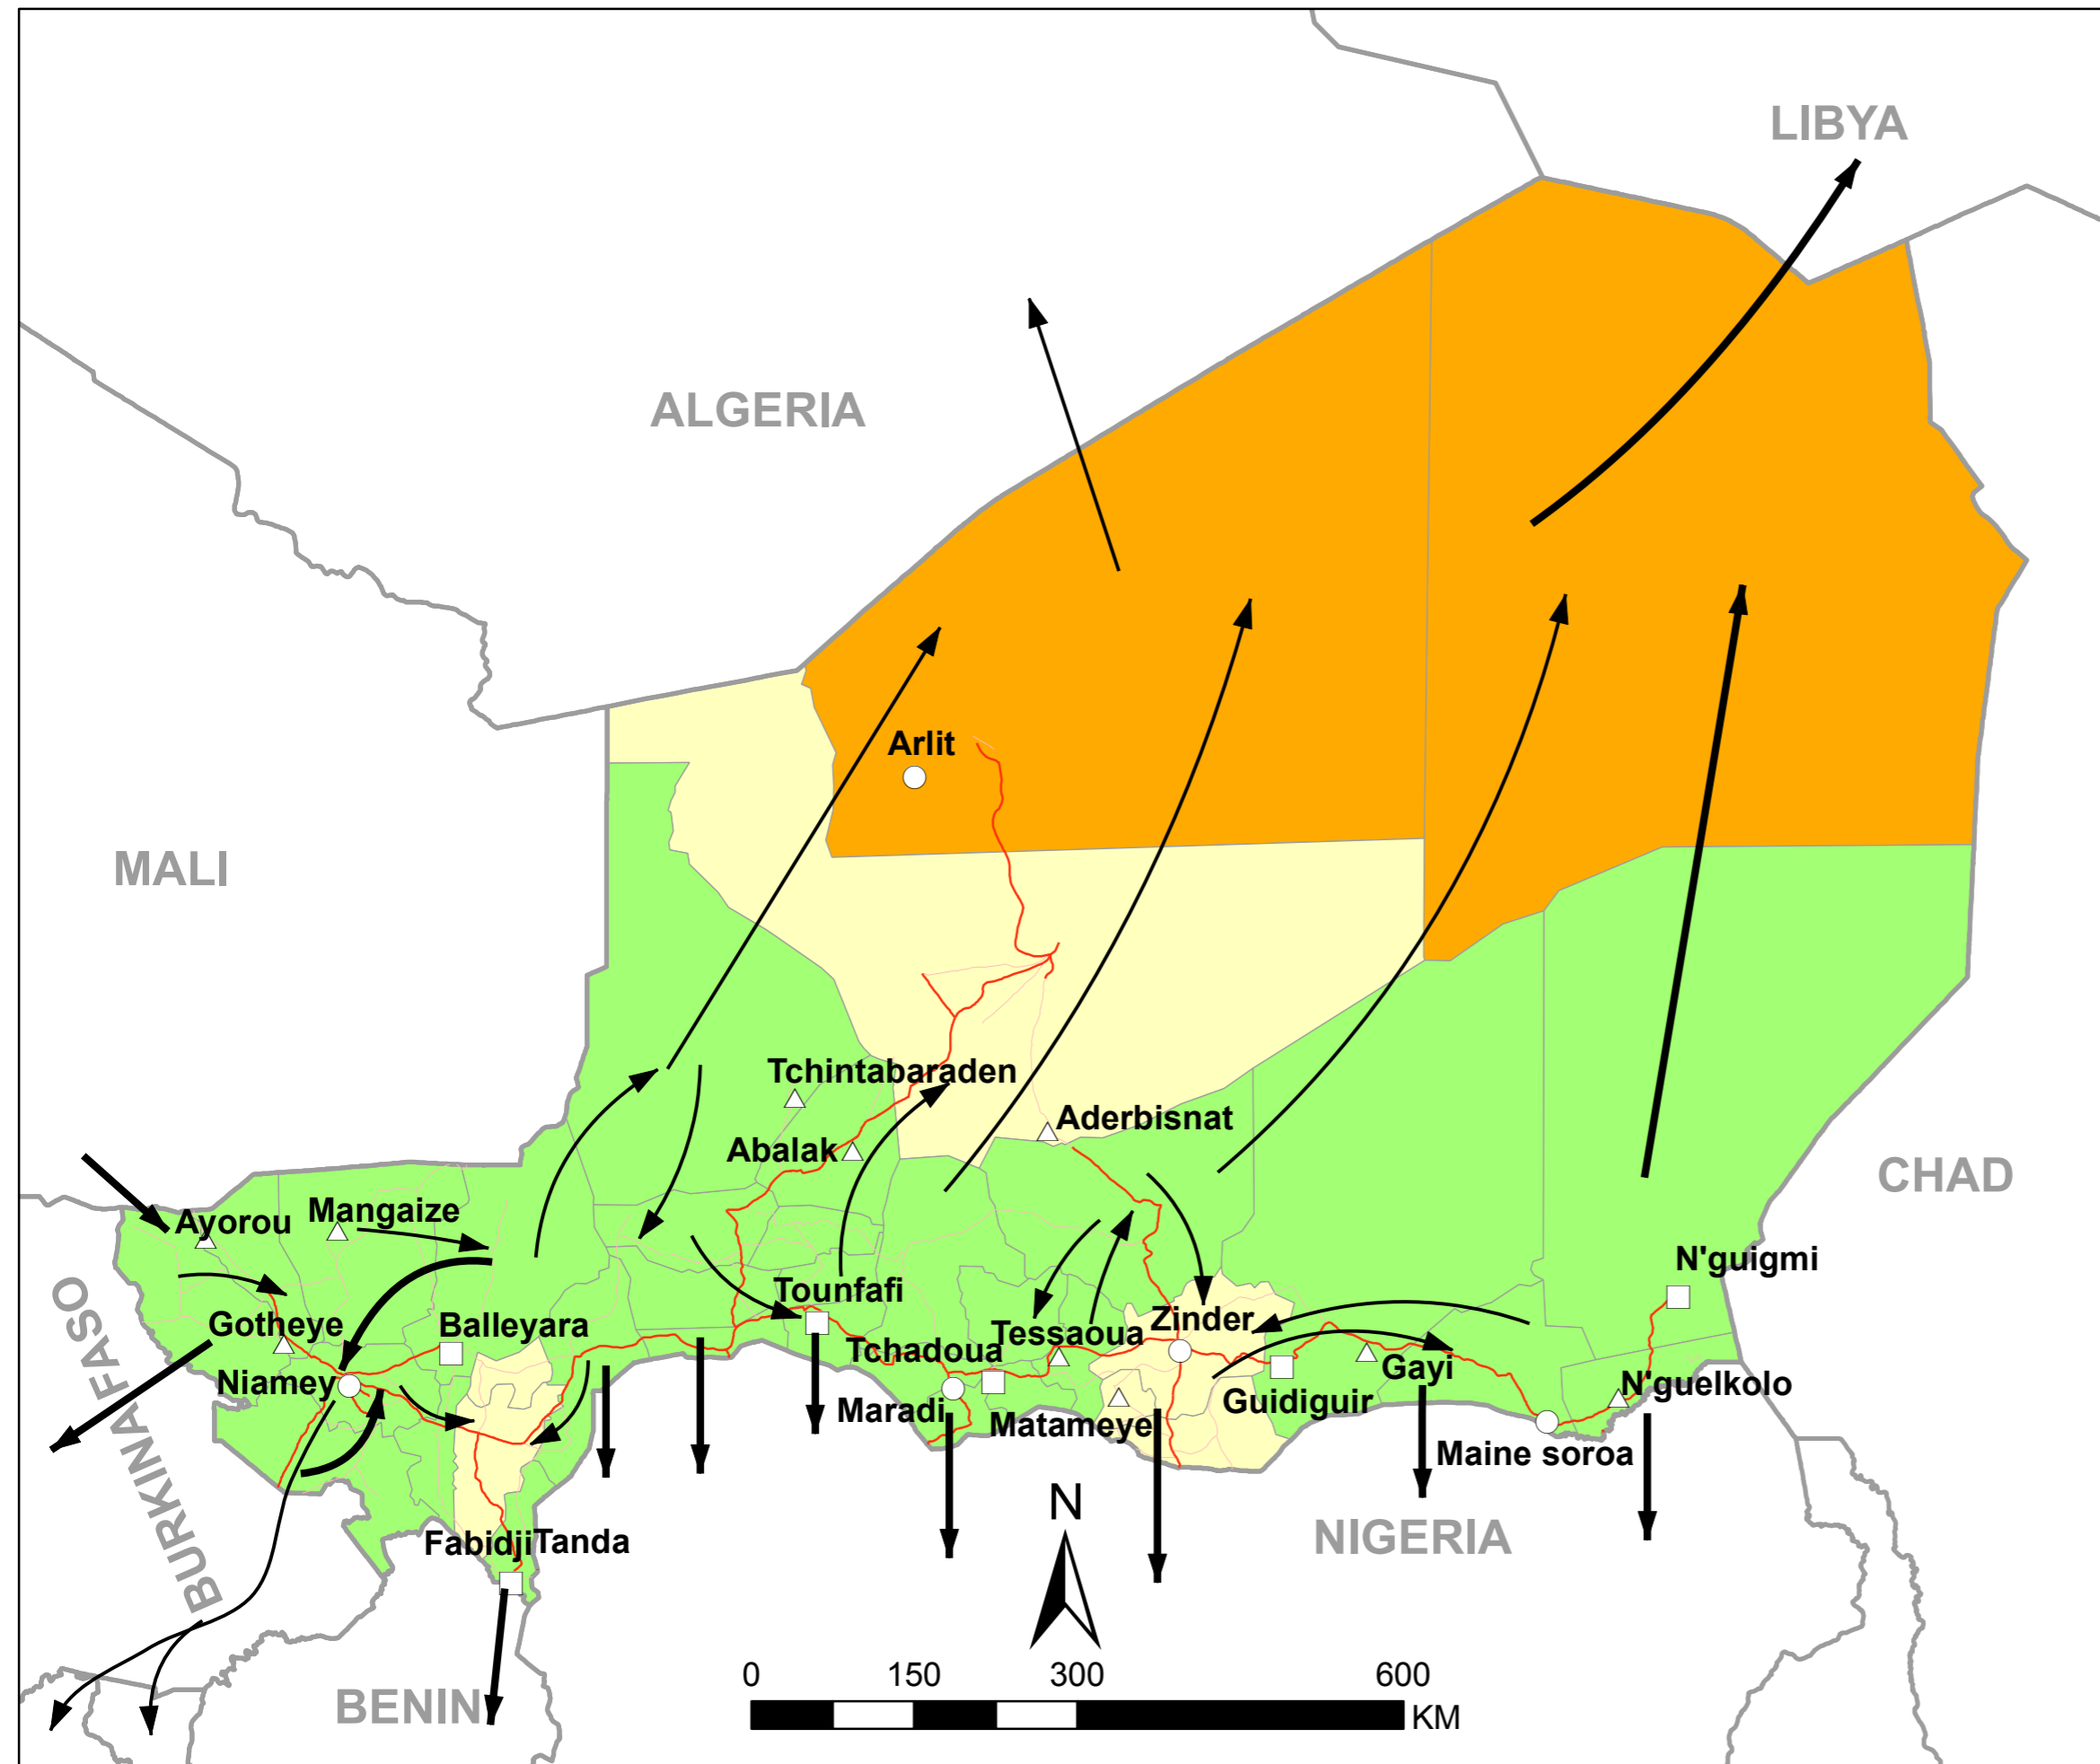 LIBYA
ALGERIA
Arlit
MALI
Tchintabaraden
Aderbisnat
Abalak
CHAD
Ayorou
Mangaize
N'guigmi
Tounfafi
Zinder
Gotheye
Balleyara
Tessaoua
Tchadoua
Gayi
Niamey
N'guelkolo
Guidiguir
Maradi
Matameye
Maine soroa
BURKINA FASO
N
NIGERIA
Fabidji
Tanda
BENIN
0 150 300 600
KM